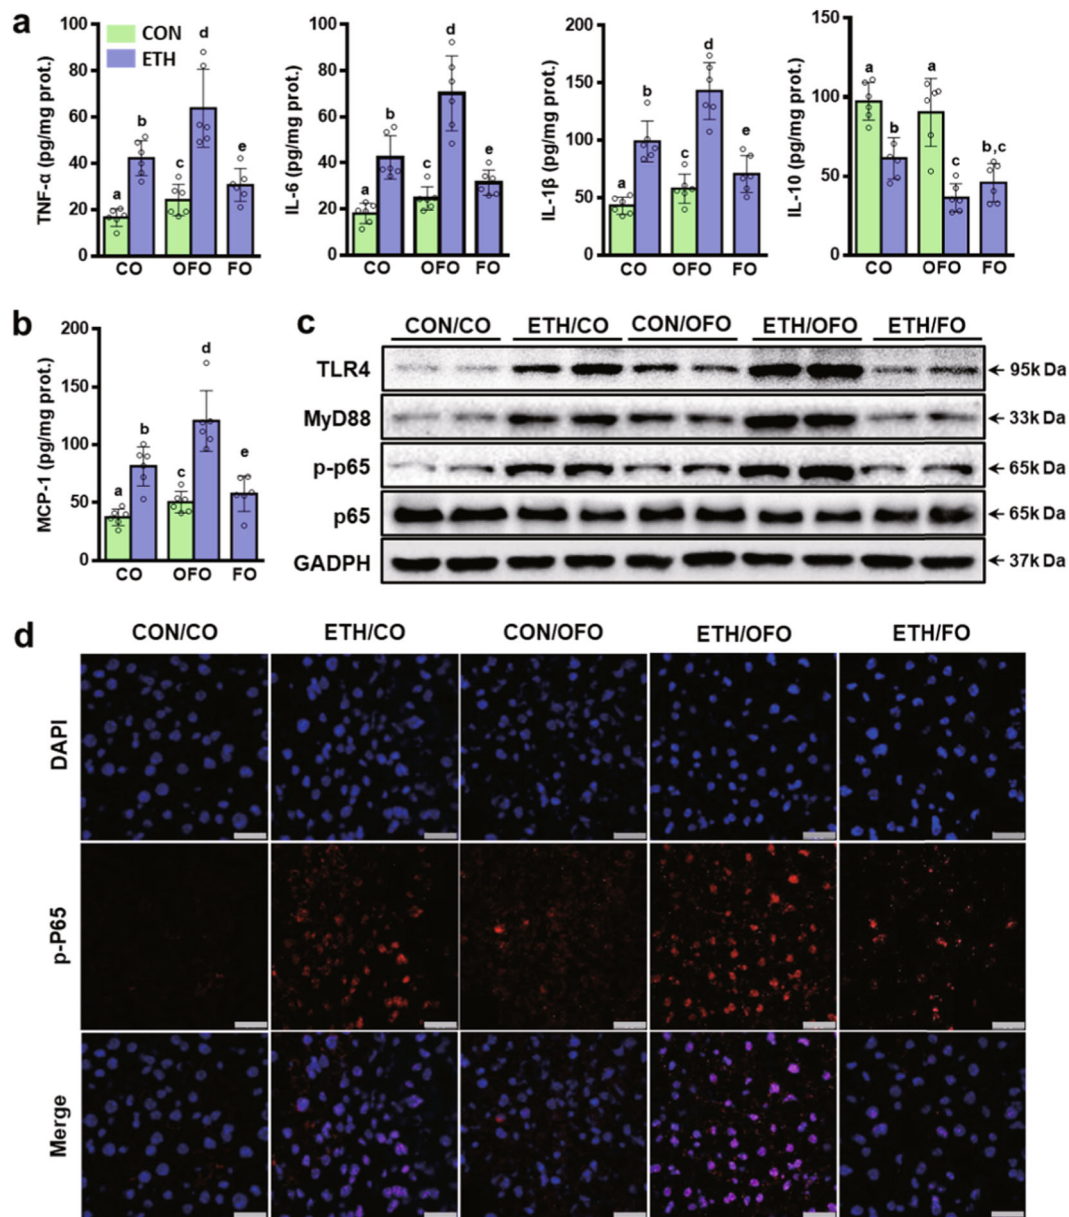 a
TNF-α (pg/mg prot.)
100
80
60
40
20
0
CON
ETH
a
b
c
d
e
CO
OFO
FO
IL-6 (pg/mg prot.)
100
80
60
40
20
0
a
b
c
d
e
CO
OFO
FO
IL-1β (pg/mg prot.)
200
150
100
50
0
a
b
c
d
e
CO
OFO
FO
IL-10 (pg/mg prot.)
150
100
50
0
a
b
a
c
b,c
CO
OFO
FO
b
MCP-1 (pg/mg prot.)
200
150
100
50
0
a
b
c
d
e
CO
OFO
FO
c
CON/CO ETH/CO CON/OFO ETH/OFO ETH/FO
TLR4 ←95k Da
MyD88 ←33k Da
p-p65 ←65k Da
p65 ←65k Da
GADPH ←37k Da
d
CON/CO ETH/CO CON/OFO ETH/OFO ETH/FO
DAPI
p-P65
Merge